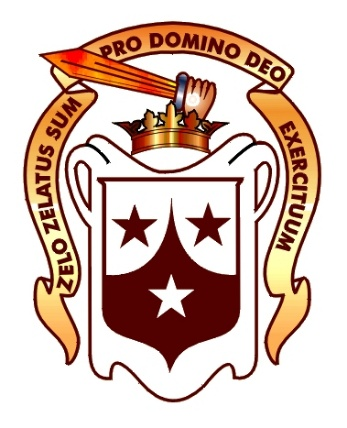 ZELO ZELATUS SUM
PRO DOMINO DEO
EXERCITUUM